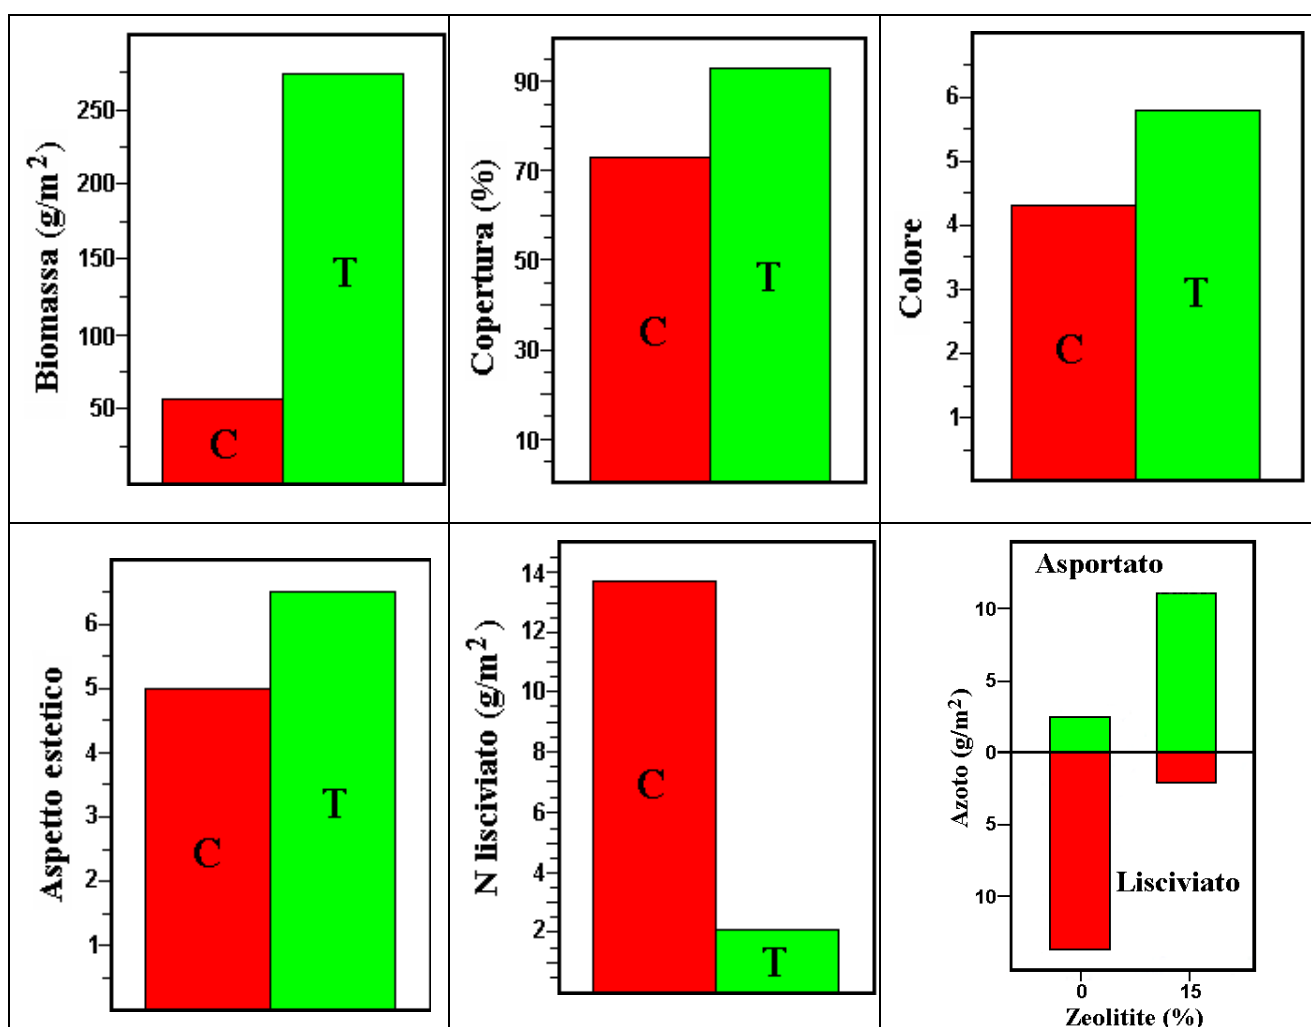 Biomassa (g/m²)
250
200
150
100
50
C
T
Copertura (%)
90
70
50
30
10
C
T
Colore
6
5
4
3
2
1
C
T
Aspetto estetico
6
5
4
3
2
1
C
T
N lisciviato (g/m²)
14
12
10
8
6
4
2
C
T
Azoto (g/m²)
Asportato
10
5
0
5
10
Lisciviato
0 15
Zeolitite (%)